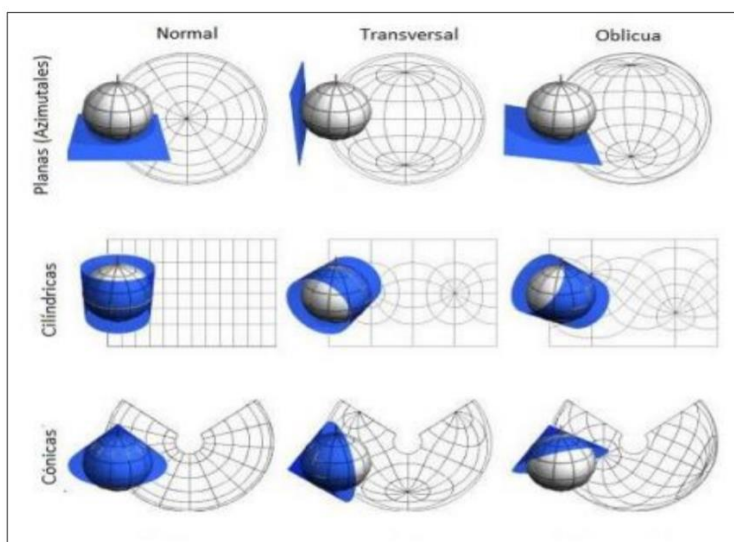 Normal
Transversal
Oblicua
Planas (Azimutales)
Cilíndricas
Cónicas